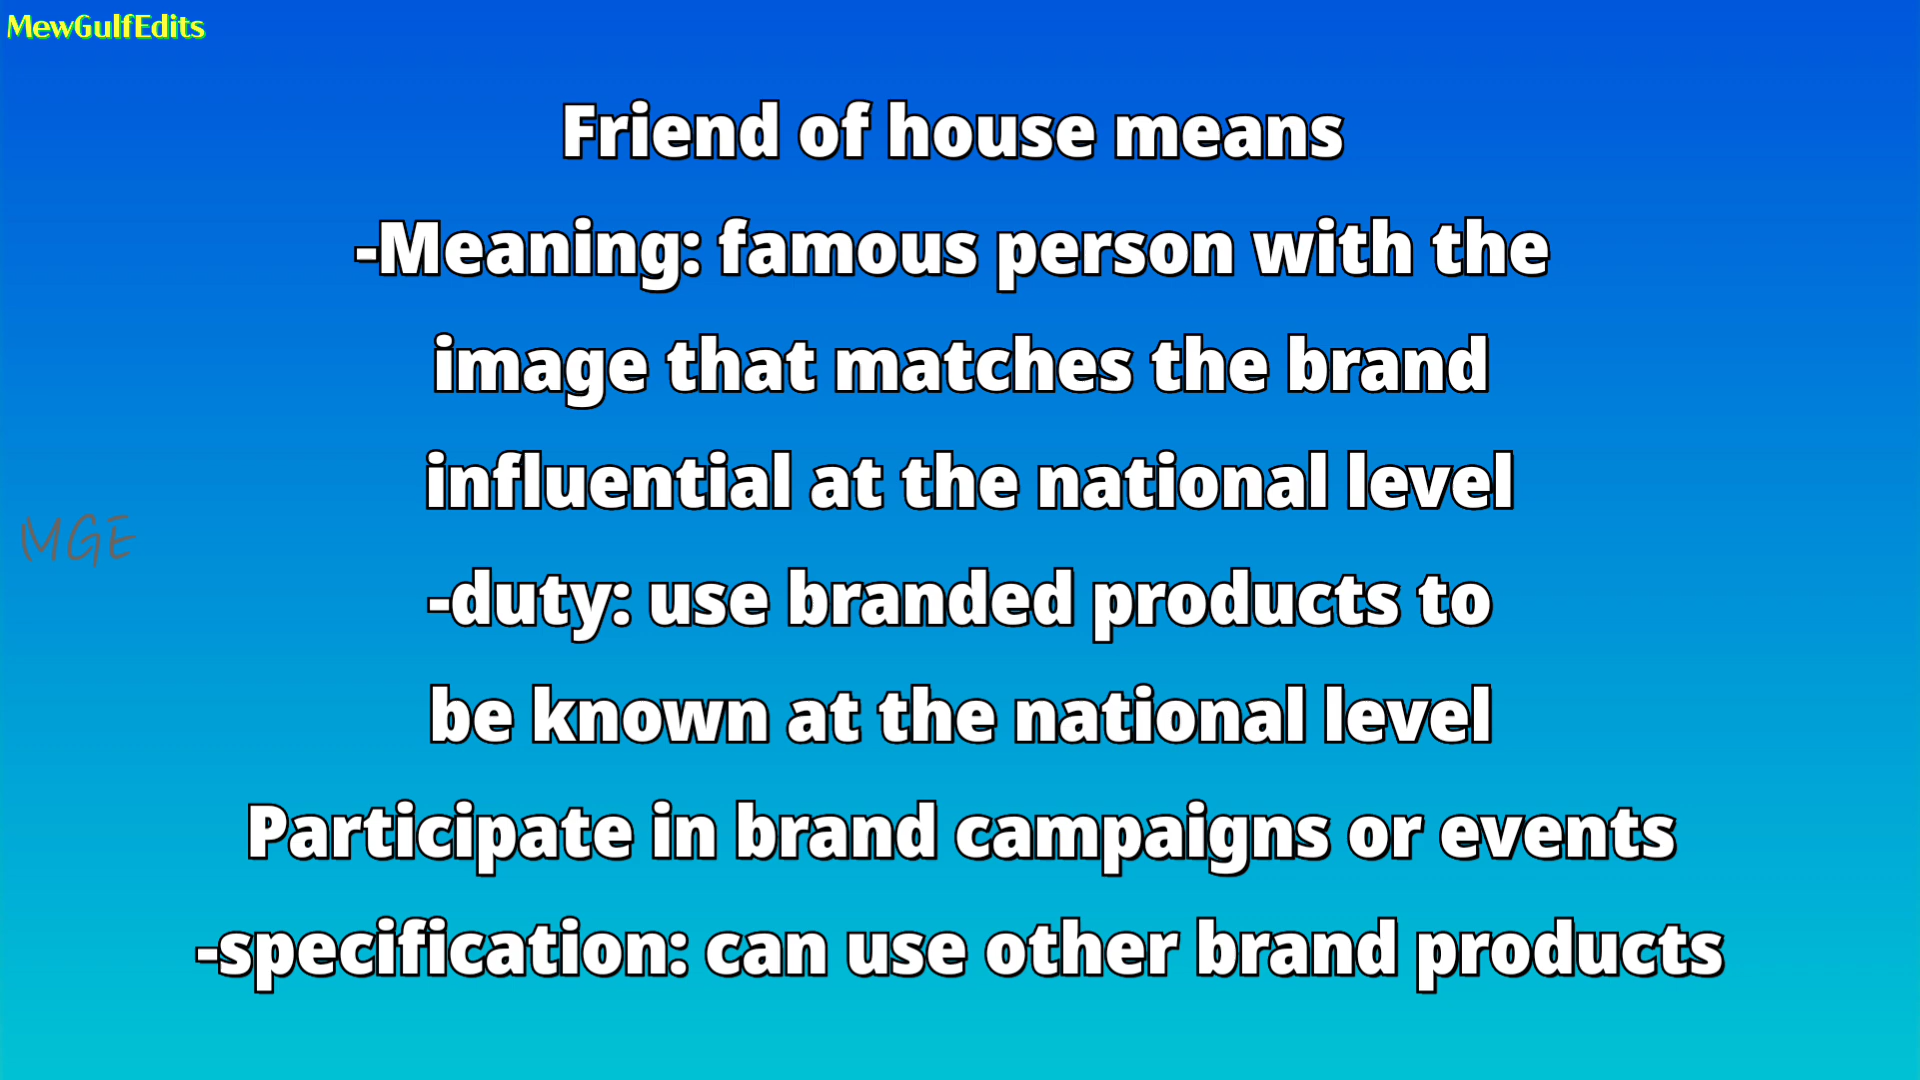 MewGulfEdits
Friend of house means
-Meaning: famous person with the
image that matches the brand
influential at the national level
MGE
-duty: use branded products to
be known at the national level
Participate in brand campaigns or events
-specification: can use other brand products